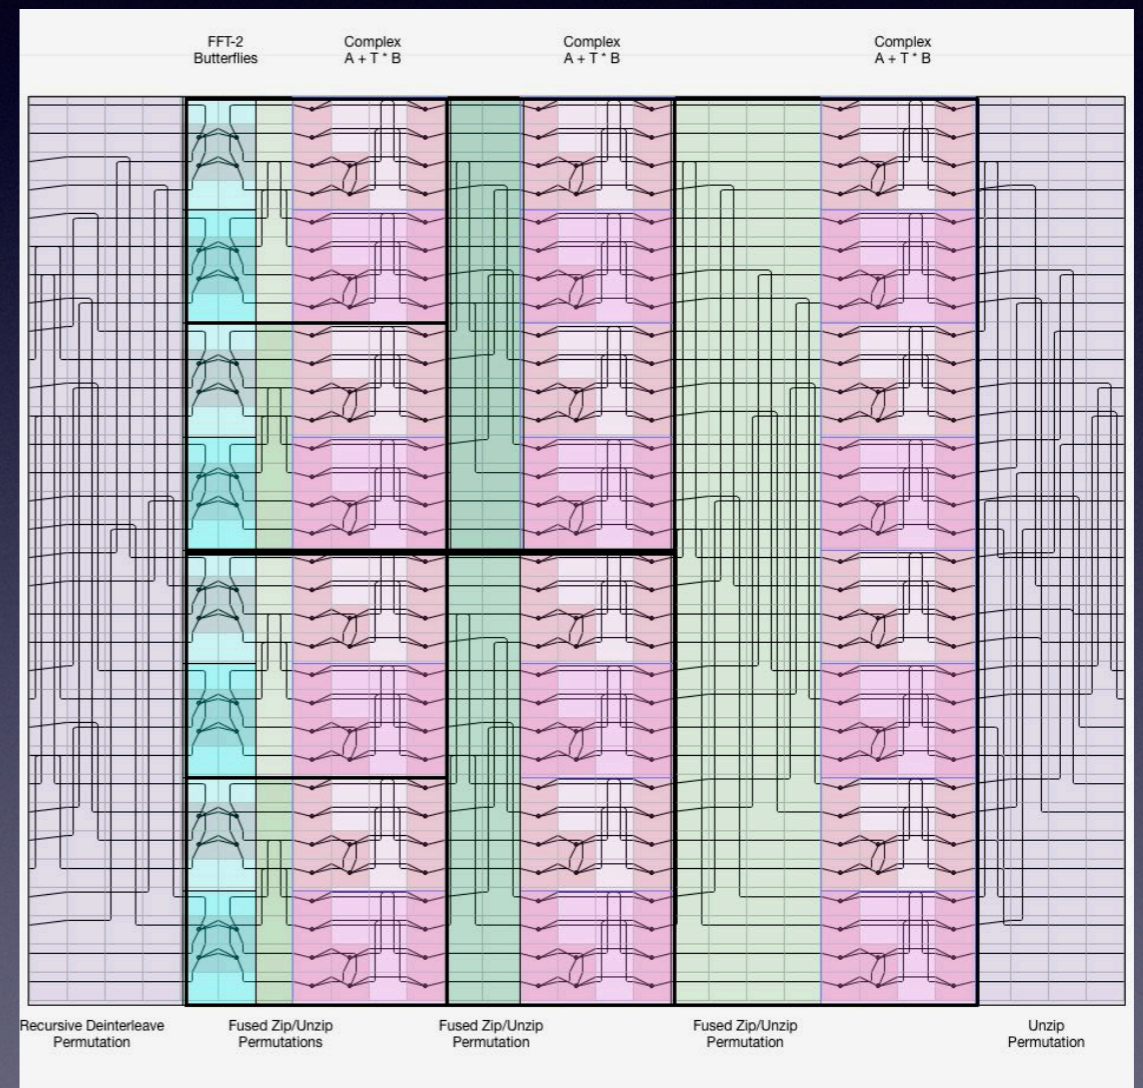 FFT-2
Butterflies
Complex
A + T * B
Complex
A + T * B
Complex
A + T * B
Recursive Deinterleave
Permutation
Fused Zip/Unzip
Permutations
Fused Zip/Unzip
Permutation
Fused Zip/Unzip
Permutation
Unzip
Permutation